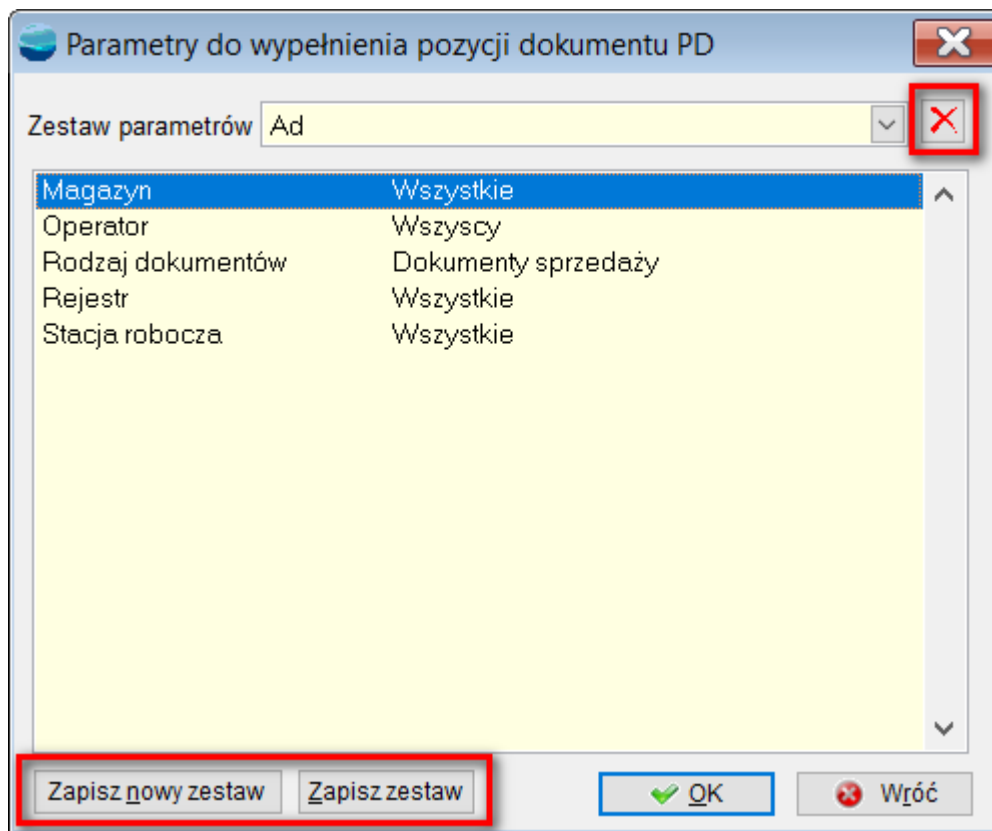 Parametry do wypełnienia pozycji dokumentu PD
Zestaw parametrów Ad
Magazyn Wszystkie
Operator Wszyscy
Rodzaj dokumentów Dokumenty sprzedaży
Rejestr Wszystkie
Stacja robocza Wszystkie
Zapisz nowy zestaw Zapisz zestaw OK Wróć